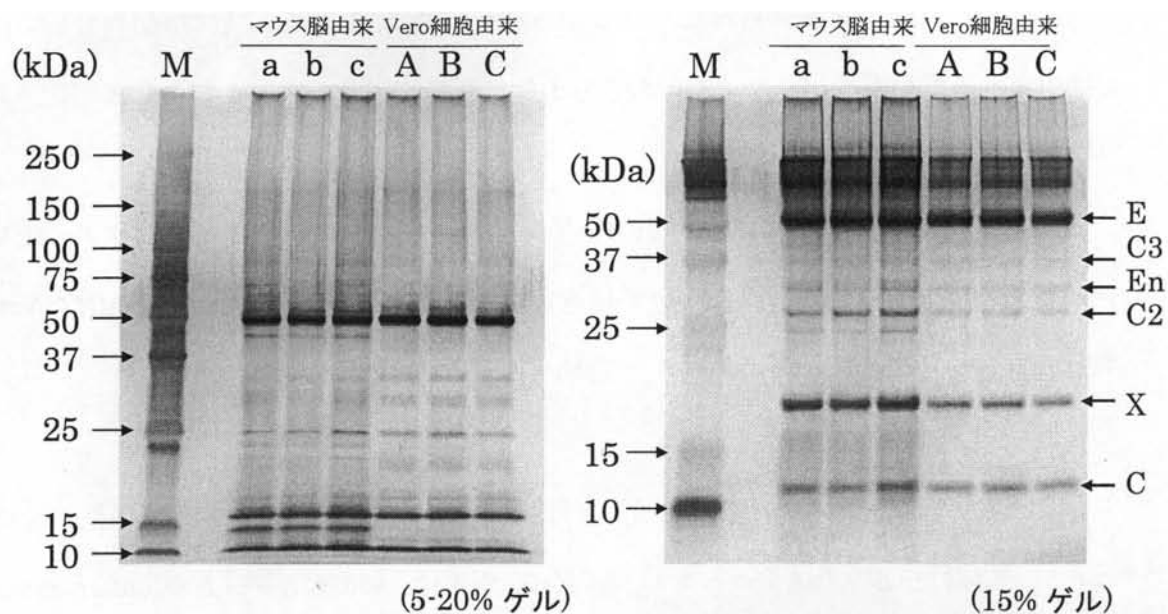 マウス脳由来 Vero細胞由来
(kDa) M a b c A B C
250
150
100
75
50
37
25
15
10
(5-20% ゲル)
マウス脳由来 Vero細胞由来
M a b c A B C
(kDa)
50
37
25
15
10
E
C3
En
C2
X
C
(15% ゲル)